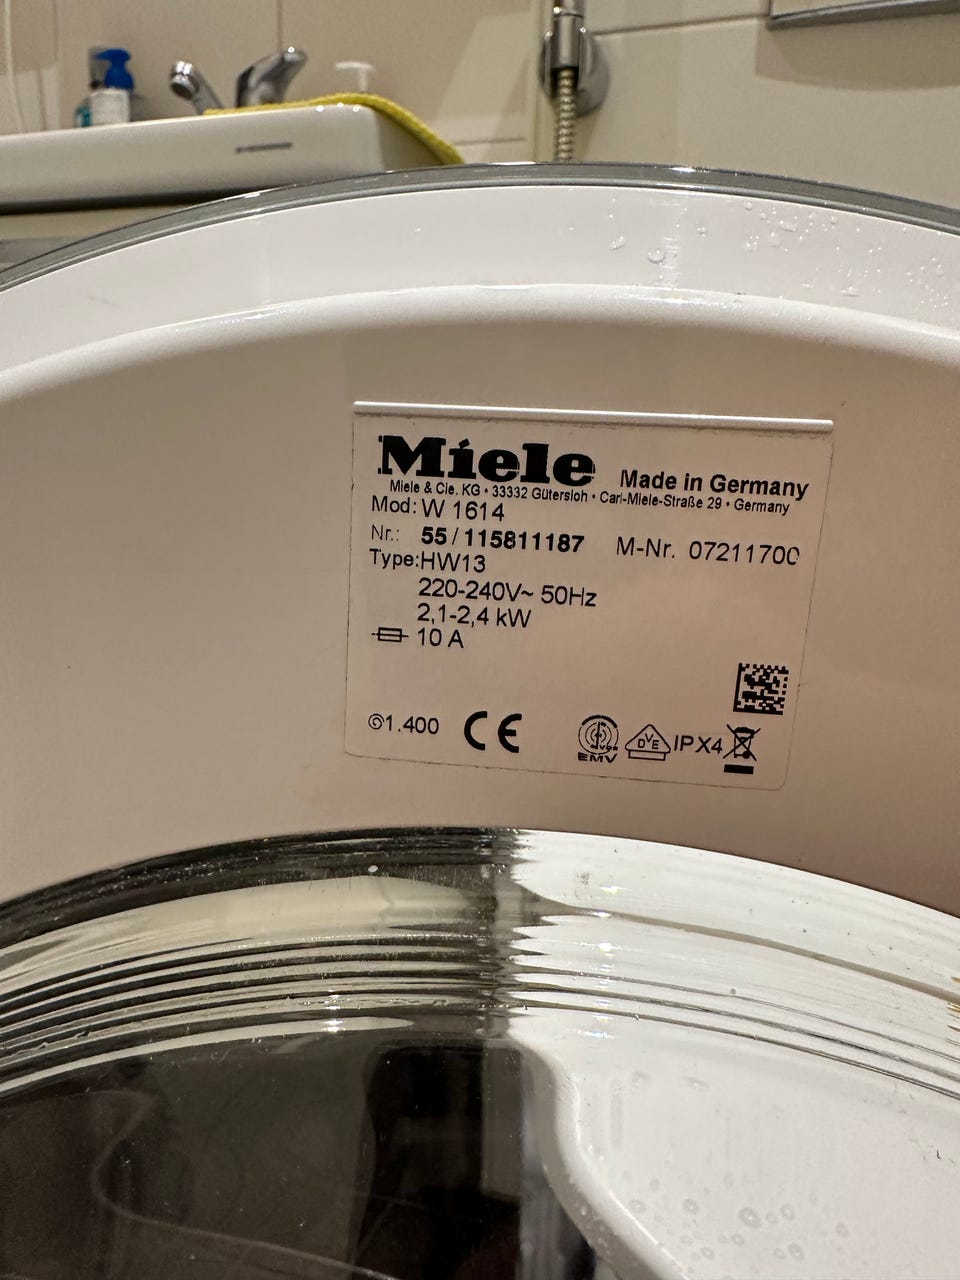 Miele Made in Germany
Miele & Cie. KG • 33332 Gütersloh • Carl-Miele-Straße 29 • Germany
Mod: W 1614
Nr.: 55 / 115811187 M-Nr. 07211700
Type: HW13
220-240V~ 50Hz
2,1-2,4 kW
10 A
1.400 CE EMV VDE IPX4